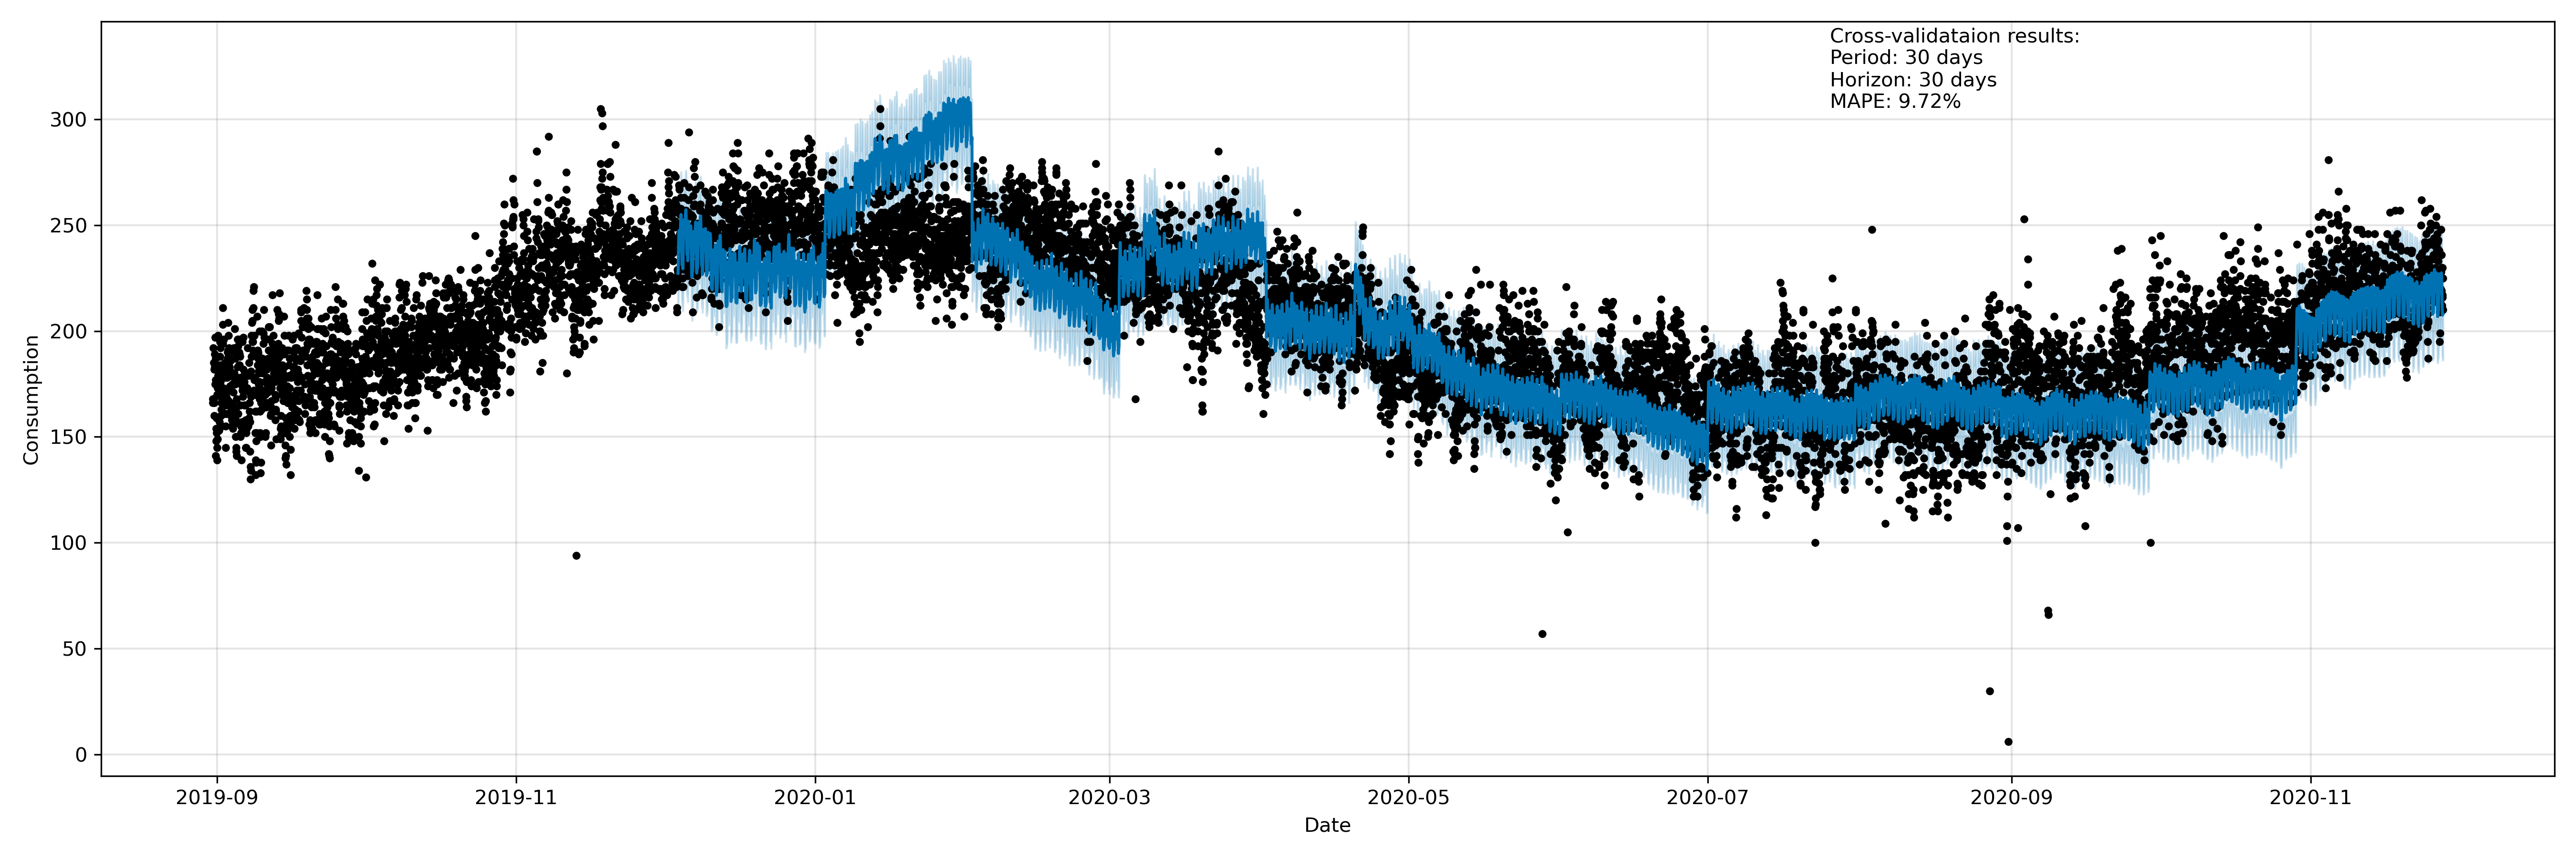 Cross-validataion results:
Period: 30 days
Horizon: 30 days
MAPE: 9.72%
300
250
200
150
100
50
0
Consumption
2019-09 2019-11 2020-01 2020-03 2020-05 2020-07 2020-09 2020-11
Date